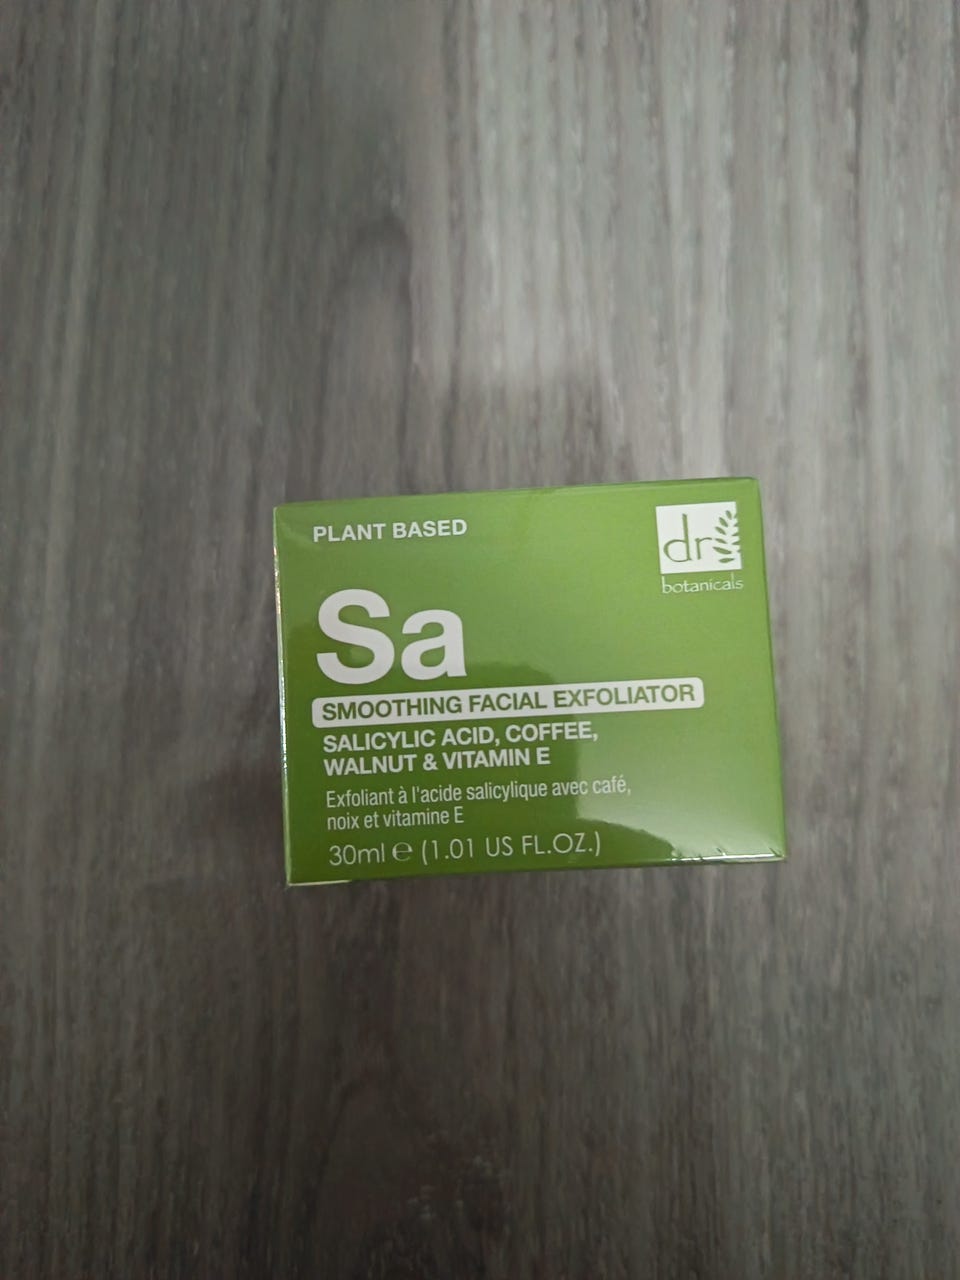 PLANT BASED
dr
botanicals
Sa
SMOOTHING FACIAL EXFOLIATOR
SALICYLIC ACID, COFFEE,
WALNUT & VITAMIN E
Exfoliant à l'acide salicylique avec café,
noix et vitamine E
30ml ℮ (1.01 US FL.OZ.)